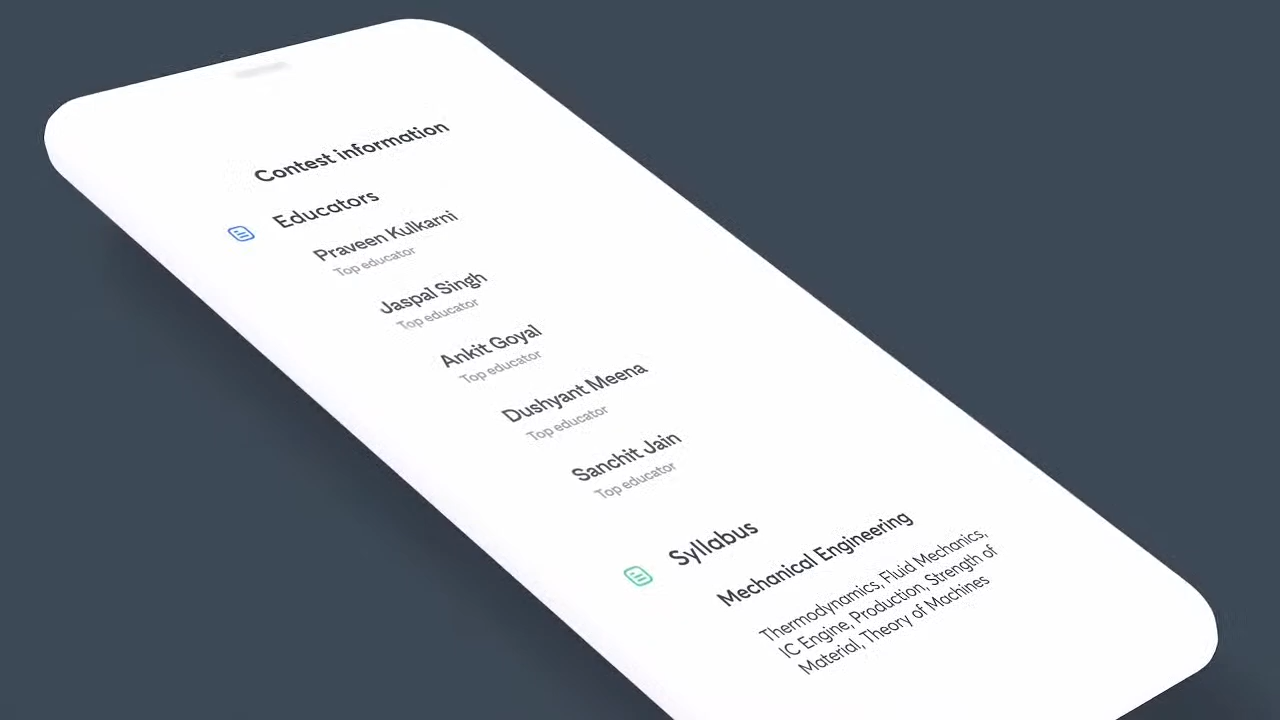 Contest information
Educators
Praveen Kulkarni
Top educator
Jaspal Singh
Top educator
Ankit Goyal
Top educator
Dushyant Meena
Top educator
Sanchit Jain
Top educator
Syllabus
Mechanical Engineering
Thermodynamics, Fluid Mechanics,
IC Engine, Production, Strength of
Material, Theory of Machines